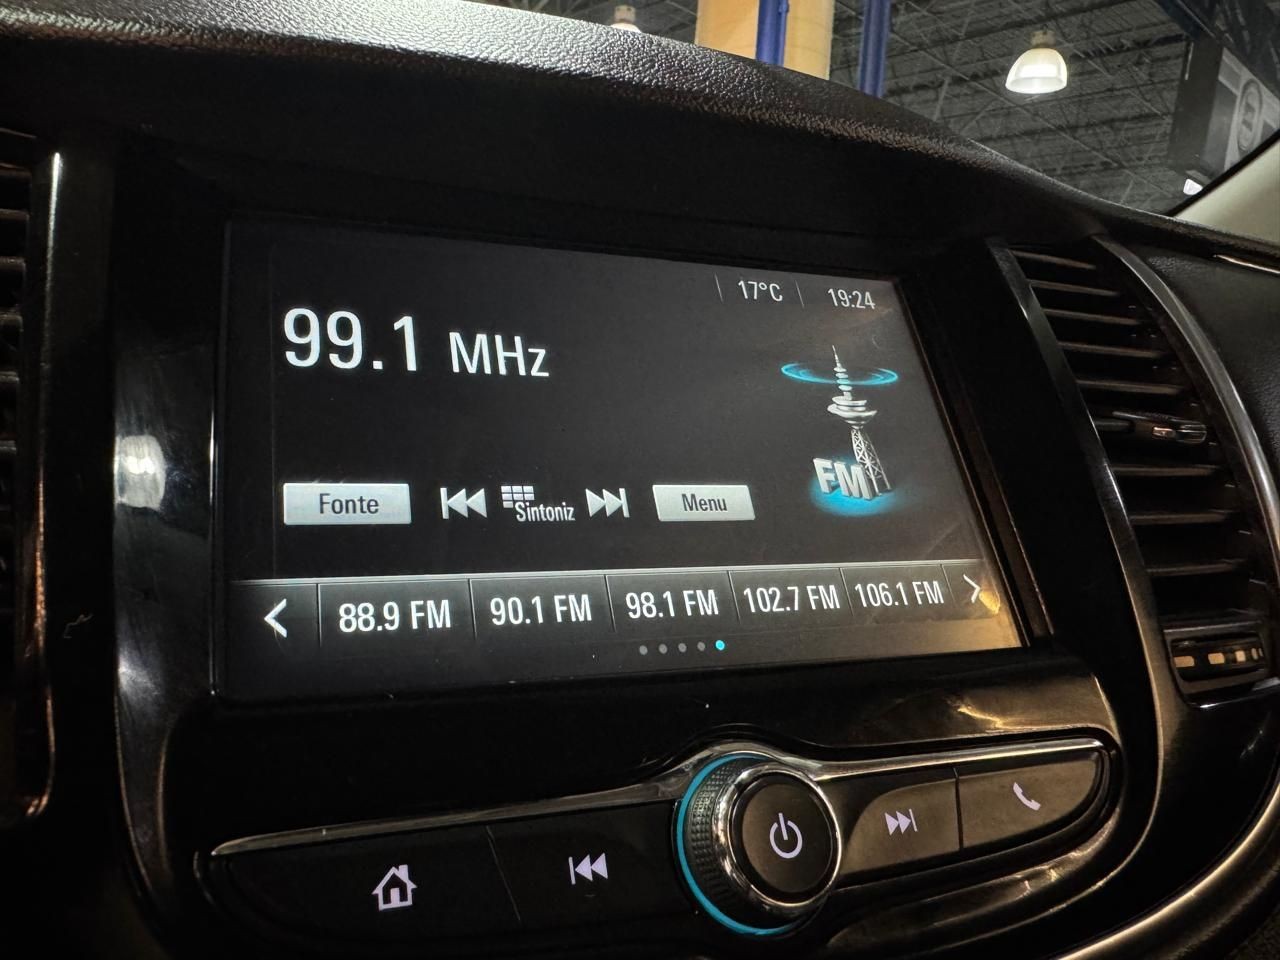 17°C 19:24
99.1 MHz
FM
Fonte Sintoniz Menu
88.9 FM 90.1 FM 98.1 FM 102.7 FM 106.1 FM